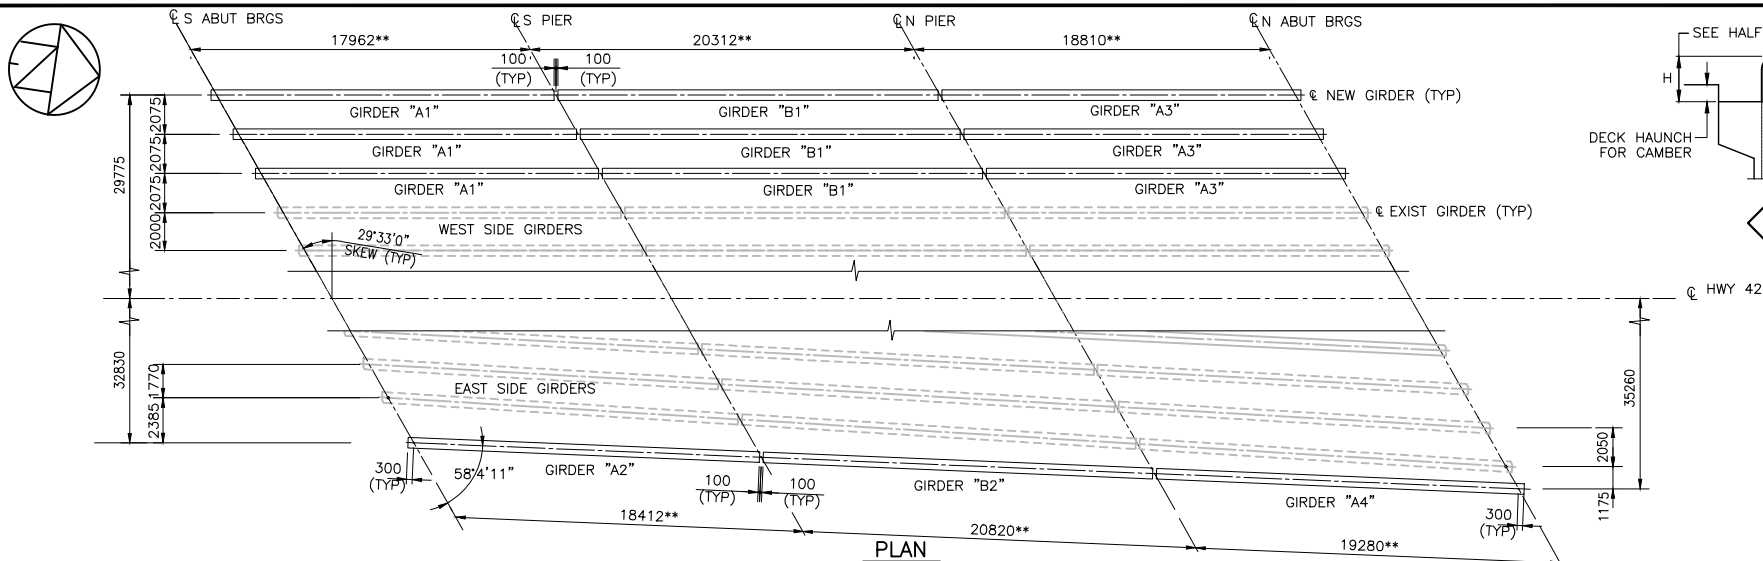 ℄ S ABUT BRGS
℄ S PIER
℄ N PIER
℄ N ABUT BRGS
17962**
20312**
18810**
100
(TYP)
100
(TYP)
SEE HALF
H
DECK HAUNCH
FOR CAMBER
GIRDER "A1"
GIRDER "B1"
GIRDER "A3"
℄ NEW GIRDER (TYP)
GIRDER "A1"
GIRDER "B1"
GIRDER "A3"
GIRDER "A1"
GIRDER "B1"
GIRDER "A3"
2075
2075
2075
2000
29775
℄ EXIST GIRDER (TYP)
WEST SIDE GIRDERS
29°33'0"
SKEW (TYP)
℄ HWY 42
32830
1770
2385
EAST SIDE GIRDERS
35260
2050
1175
300
(TYP)
58°4'11"
GIRDER "A2"
100
(TYP)
100
(TYP)
GIRDER "B2"
GIRDER "A4"
300
(TYP)
18412**
20820**
19280**
PLAN